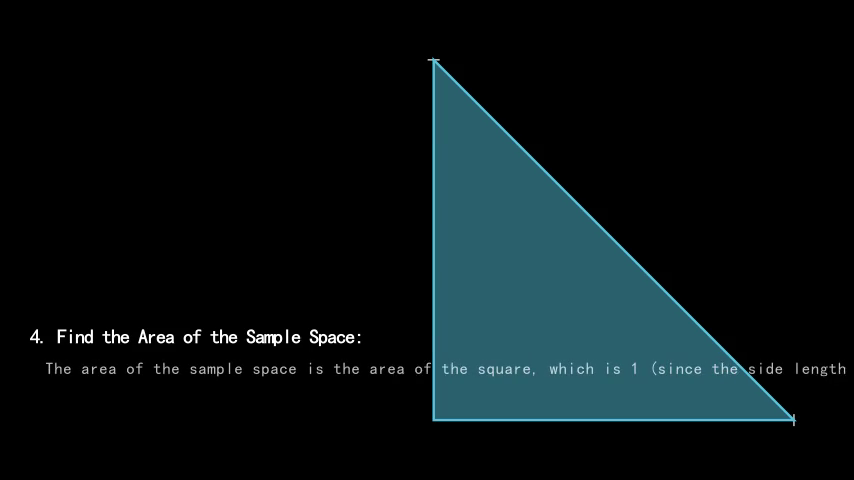 4. Find the Area of the Sample Space:
The area of the sample space is the area of the square, which is 1 (since the side length